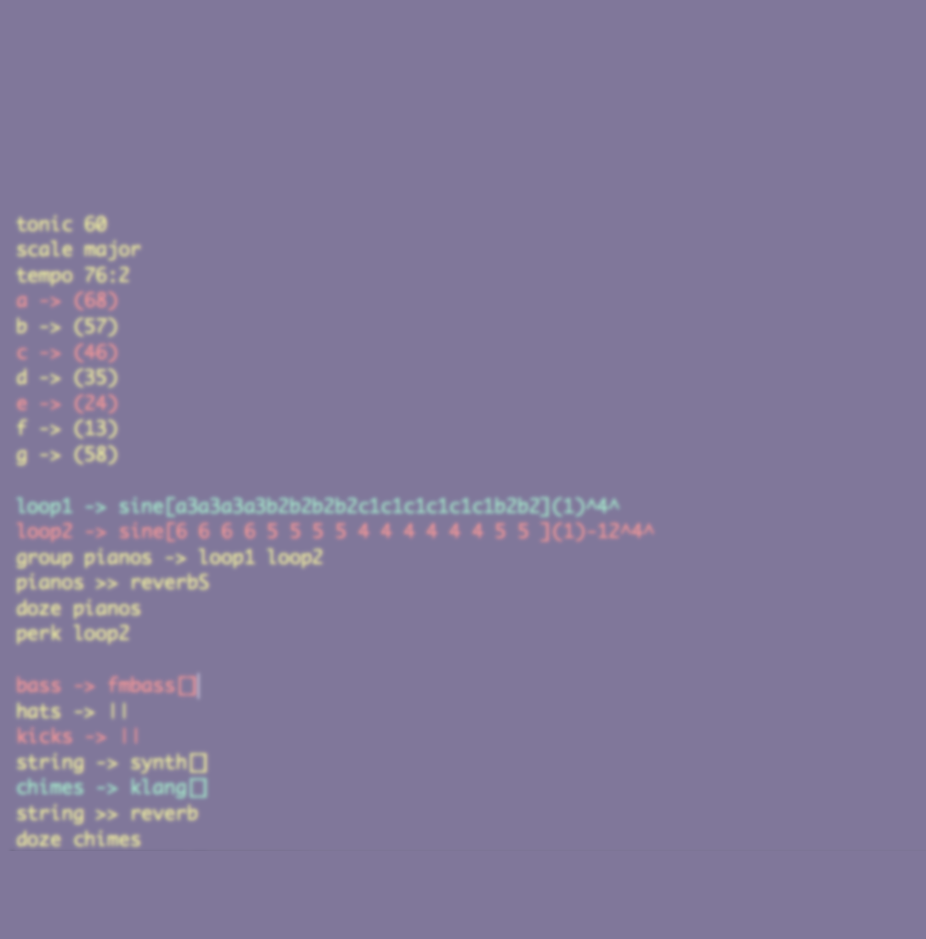 tonic 60
scale major
tempo 76:2
a -> (68)
b -> (57)
c -> (46)
d -> (35)
e -> (24)
f -> (13)
g -> (58)
loop1 -> sine[a3a3a3a3b2b2b2b2c1c1c1c1c1c1b2b2](1)^4^
loop2 -> sine[6 6 6 6 5 5 5 5 4 4 4 4 4 4 5 5 ](1)-12^4^
group pianos -> loop1 loop2
pianos >> reverb5
doze pianos
perk loop2
bass -> fmbass[]
hats -> ||
kicks -> ||
string -> synth[]
chimes -> klang[]
string >> reverb
doze chimes